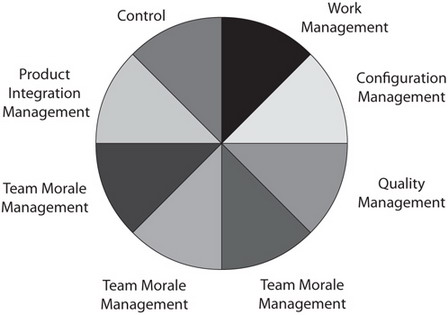 Control
Work
Management
Product
Integration
Management
Configuration
Management
Team Morale
Management
Quality
Management
Team Morale
Management
Team Morale
Management